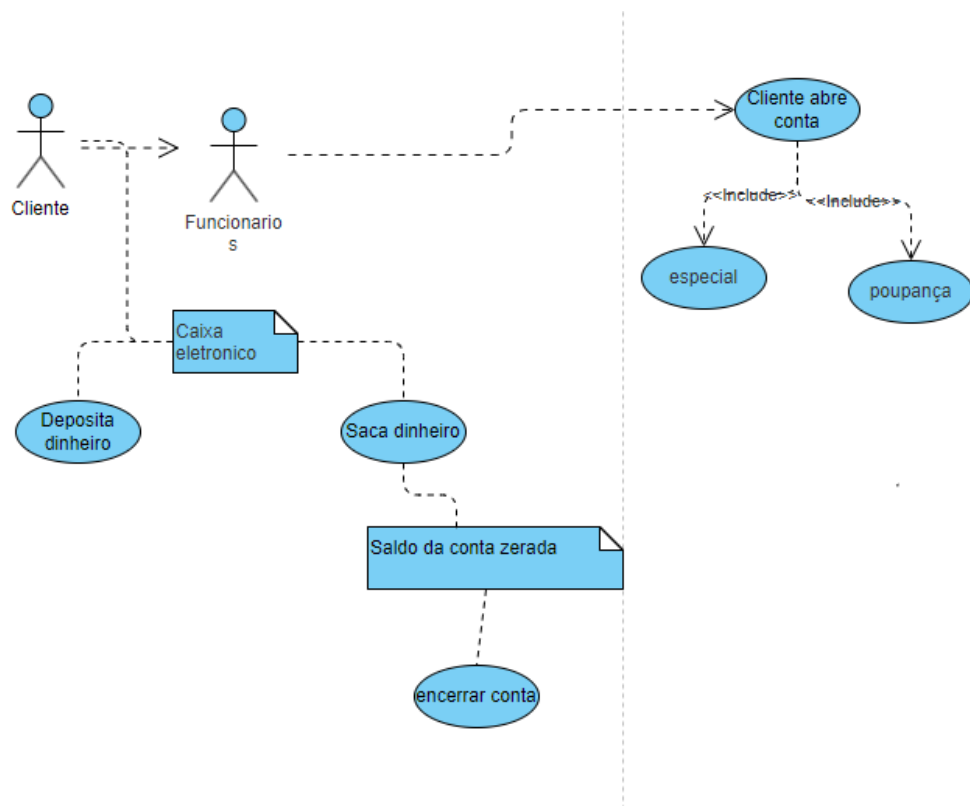 Cliente
Funcionario
s
Cliente abre
conta
<<Include>>
<<Include>>
especial
poupança
Caixa
eletronico
Deposita
dinheiro
Saca dinheiro
Saldo da conta zerada
encerrar conta